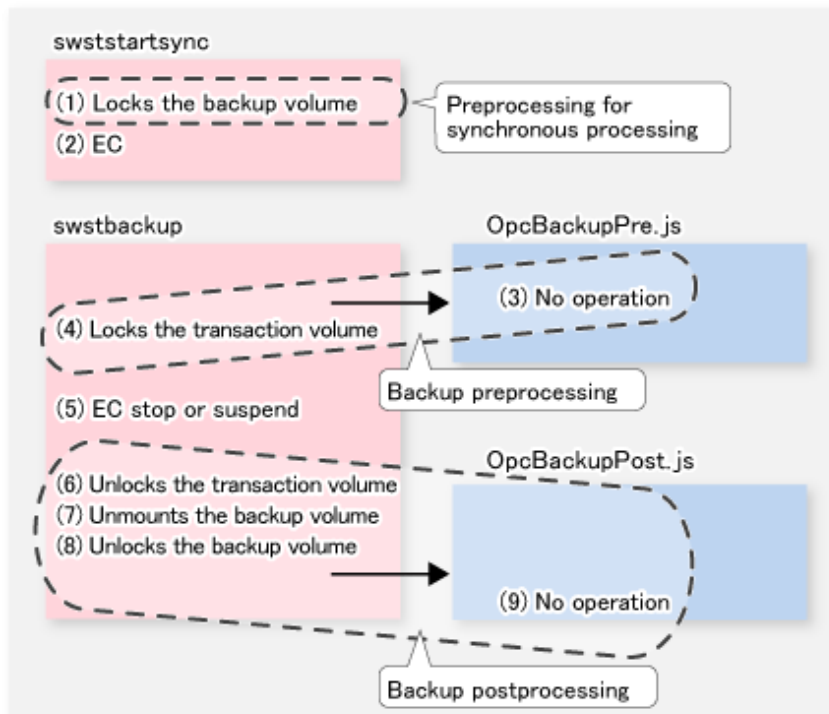 swststartsync
(1) Locks the backup volume
(2) EC
Preprocessing for
synchronous processing
swstbackup
OpcBackupPre.js
(3) No operation
(4) Locks the transaction volume
Backup preprocessing
(5) EC stop or suspend
OpcBackupPost.js
(6) Unlocks the transaction volume
(7) Unmounts the backup volume
(8) Unlocks the backup volume
(9) No operation
Backup postprocessing